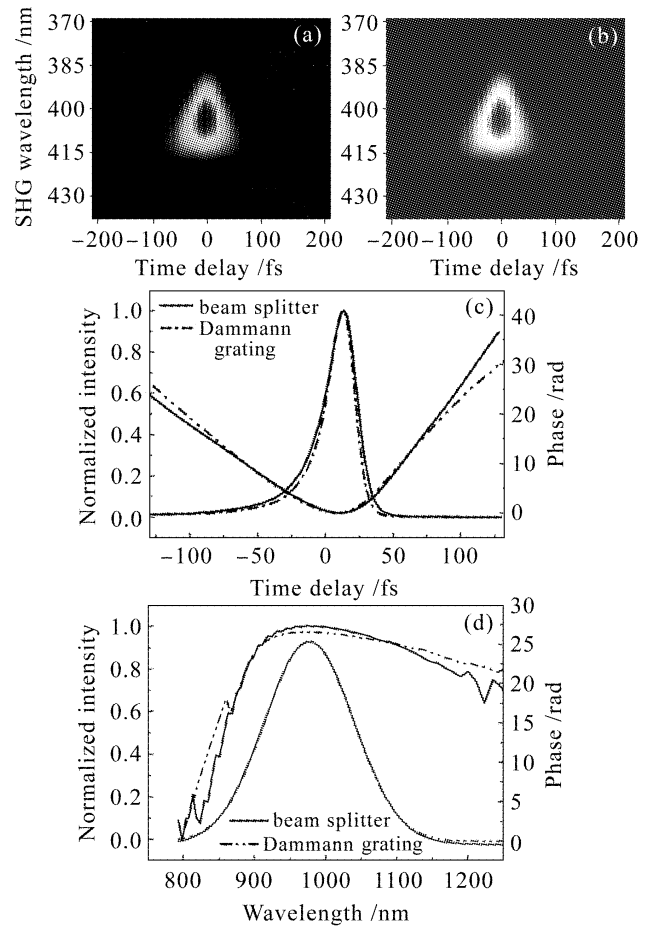 (a)
(b)
SHG wavelength /nm
370
385
400
415
430
−200 −100 0 100 200
Time delay /fs
370
385
400
415
430
−200 −100 0 100 200
Time delay /fs
(c)
beam splitter
Dammann
grating
Normalized intensity
1.0
0.8
0.6
0.4
0.2
0.0
40
30
20
10
0
Phase /rad
−100 −50 0 50 100
Time delay /fs
(d)
Normalized intensity
1.0
0.8
0.6
0.4
0.2
0.0
30
25
20
15
10
5
0
Phase /rad
beam splitter
Dammann grating
800 900 1000 1100 1200
Wavelength /nm